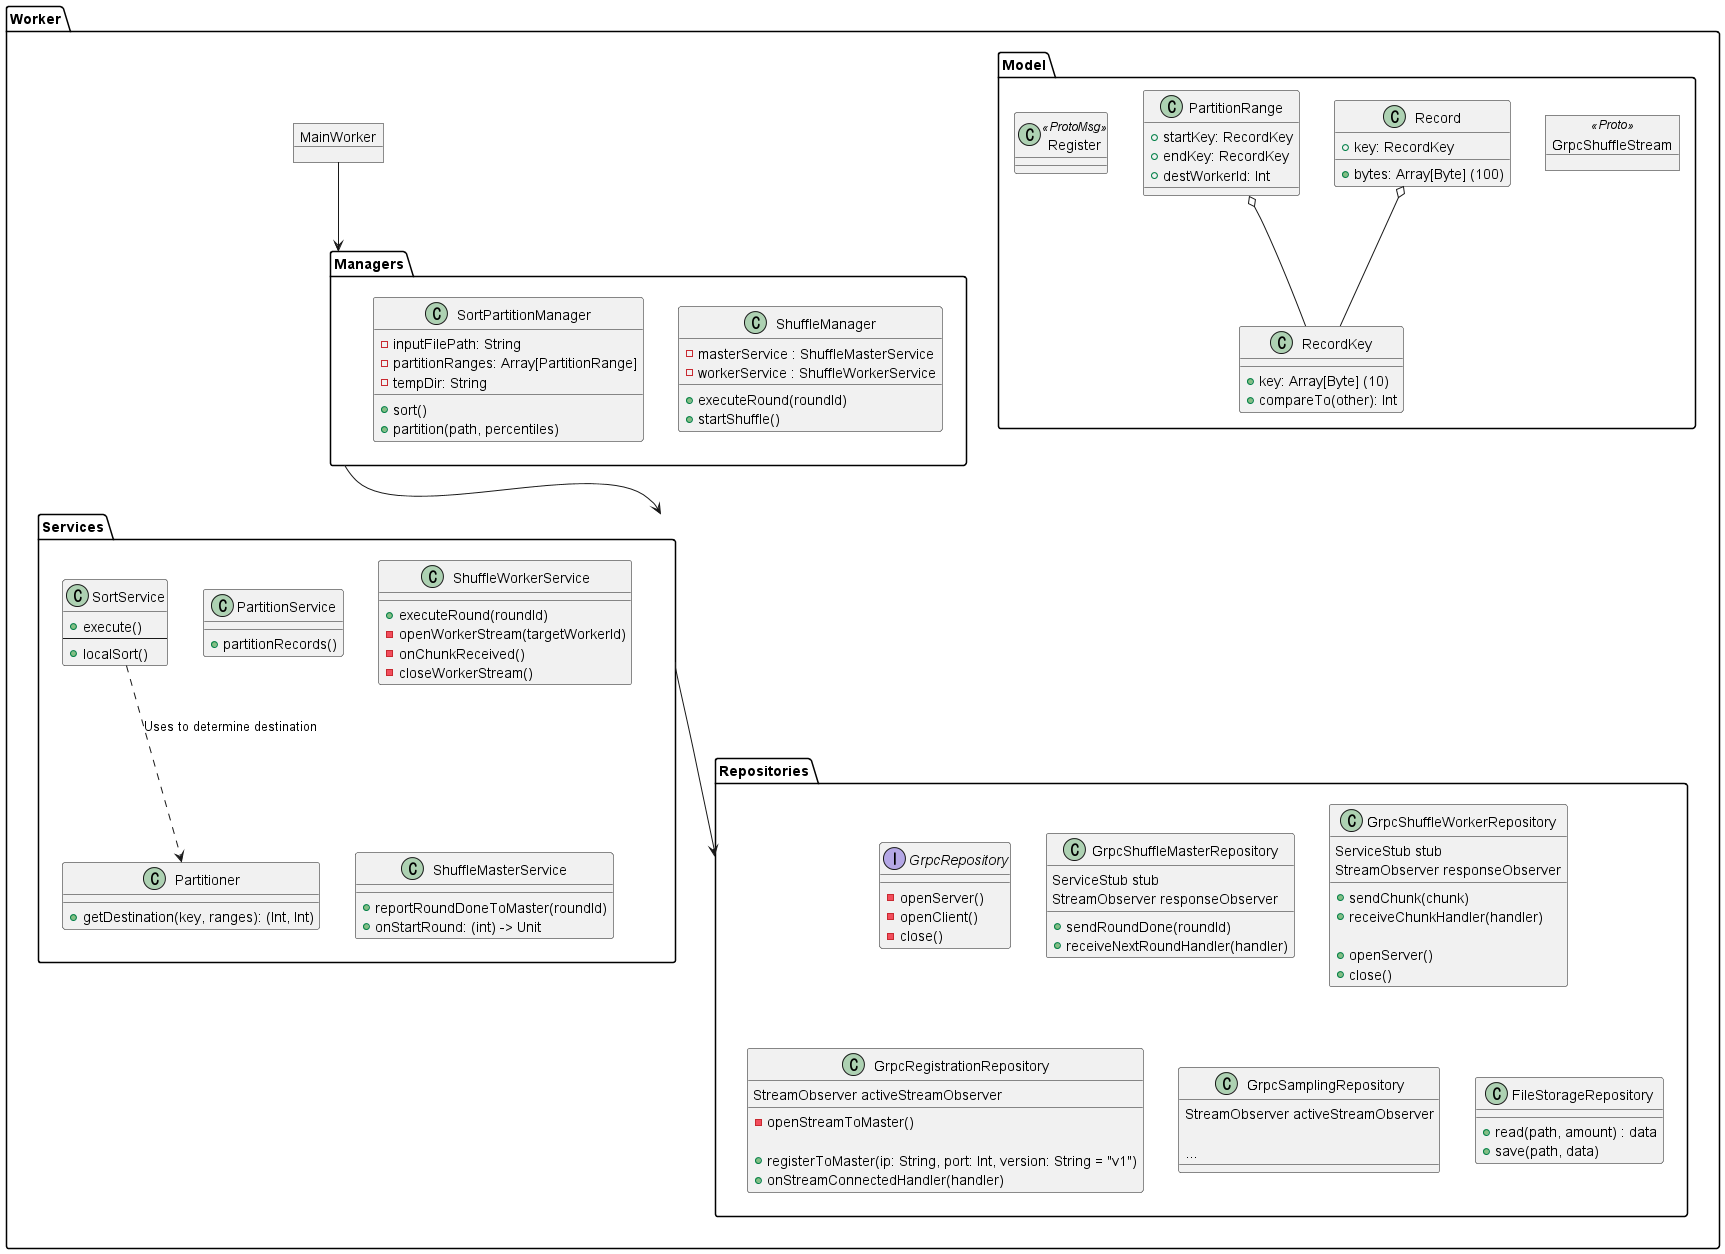 Worker
Model
MainWorker
C «ProtoMsg»
Register
C PartitionRange
startKey: RecordKey
endKey: RecordKey
destWorkerId: Int
C Record
key: RecordKey
bytes: Array[Byte] (100)
«Proto»
GrpcShuffleStream
C RecordKey
key: Array[Byte] (10)
compareTo(other): Int
Managers
C SortPartitionManager
inputFilePath: String
partitionRanges: Array[PartitionRange]
tempDir: String
sort()
partition(path, percentiles)
C ShuffleManager
masterService : ShuffleMasterService
workerService : ShuffleWorkerService
executeRound(roundId)
startShuffle()
Services
C SortService
execute()
localSort()
C PartitionService
partitionRecords()
C ShuffleWorkerService
executeRound(roundId)
openWorkerStream(targetWorkerId)
onChunkReceived()
closeWorkerStream()
Uses to determine destination
C Partitioner
getDestination(key, ranges): (Int, Int)
C ShuffleMasterService
reportRoundDoneToMaster(roundId)
onStartRound: (int) -> Unit
Repositories
I GrpcRepository
openServer()
openClient()
close()
C GrpcShuffleMasterRepository
ServiceStub stub
StreamObserver responseObserver
sendRoundDone(roundId)
receiveNextRoundHandler(handler)
C GrpcShuffleWorkerRepository
ServiceStub stub
StreamObserver responseObserver
sendChunk(chunk)
receiveChunkHandler(handler)
openServer()
close()
C GrpcRegistrationRepository
StreamObserver activeStreamObserver
openStreamToMaster()
registerToMaster(ip: String, port: Int, version: String = "v1")
onStreamConnectedHandler(handler)
C GrpcSamplingRepository
StreamObserver activeStreamObserver
...
C FileStorageRepository
read(path, amount) : data
save(path, data)